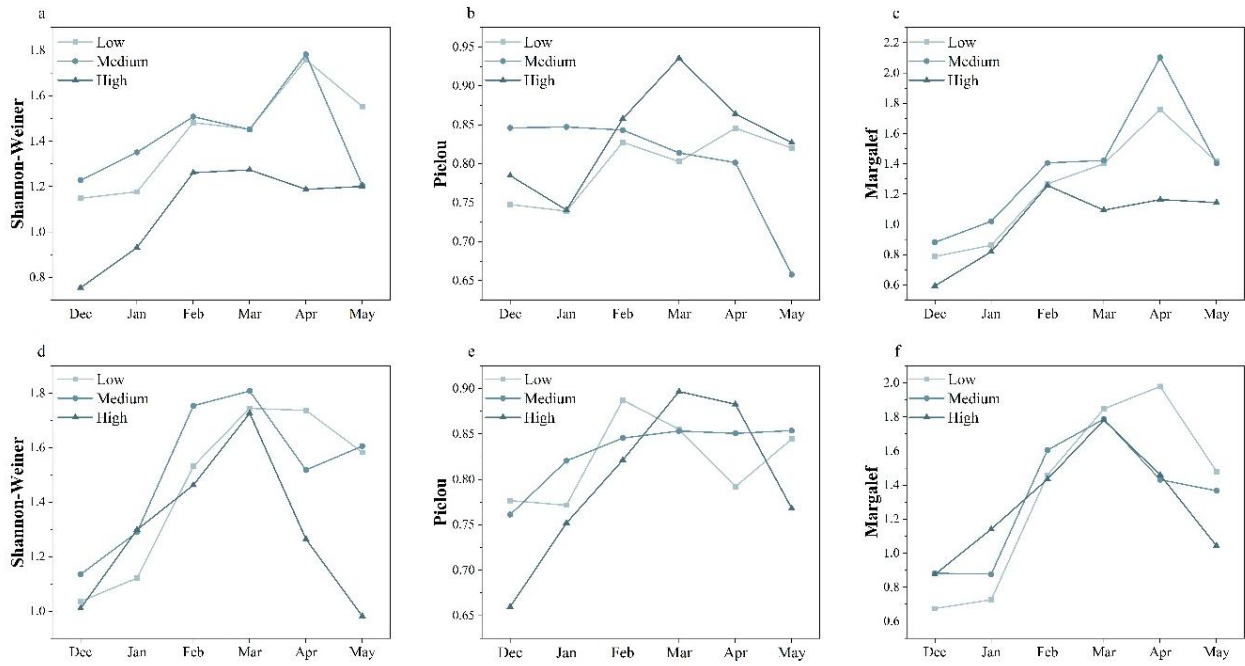 a
Shannon-Weiner
Low
Medium
High
1.8
1.6
1.4
1.2
1.0
0.8
Dec Jan Feb Mar Apr May
b
Piclou
Low
Medium
High
0.95
0.90
0.85
0.80
0.75
0.70
0.65
Dec Jan Feb Mar Apr May
c
Margalef
Low
Medium
High
2.2
2.0
1.8
1.6
1.4
1.2
1.0
0.8
0.6
Dec Jan Feb Mar Apr May
d
Shannon-Weiner
Low
Medium
High
1.8
1.6
1.4
1.2
1.0
Dec Jan Feb Mar Apr May
e
Piclou
Low
Medium
High
0.90
0.85
0.80
0.75
0.70
0.65
Dec Jan Feb Mar Apr May
f
Margalef
Low
Medium
High
2.0
1.8
1.6
1.4
1.2
1.0
0.8
0.6
Dec Jan Feb Mar Apr May